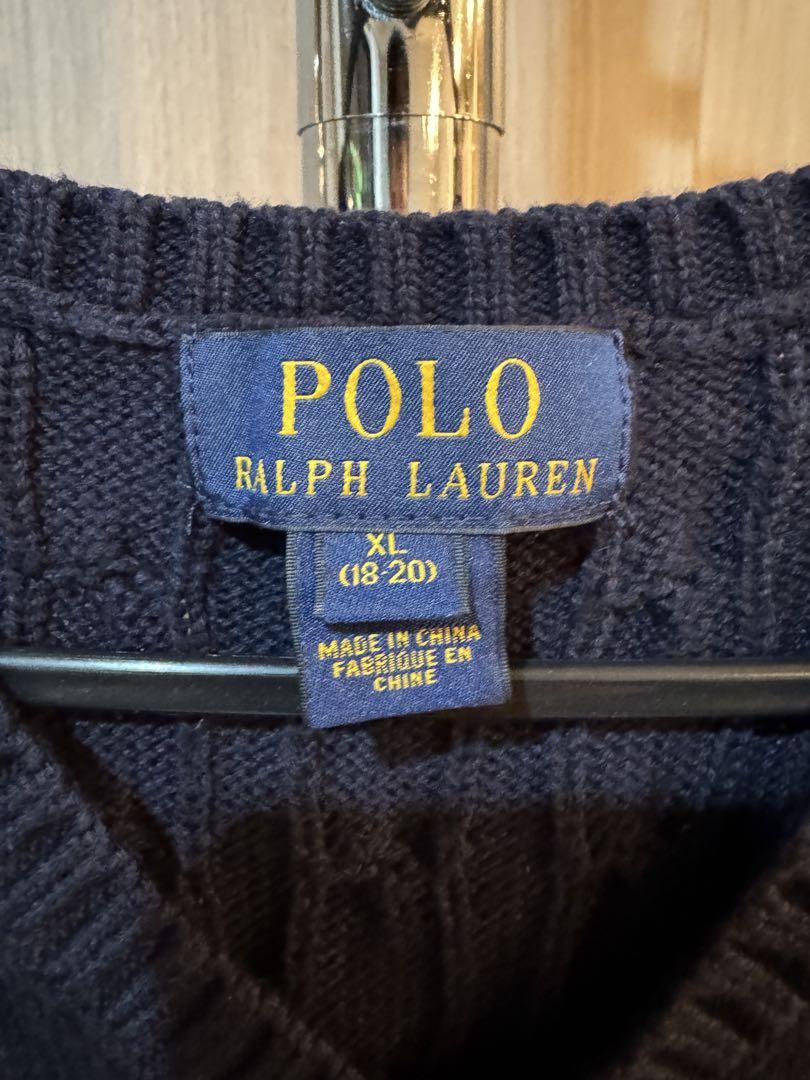 POLO
RALPH LAUREN
XL
(18-20)
MADE IN CHINA
FABRIQUE EN
CHINE